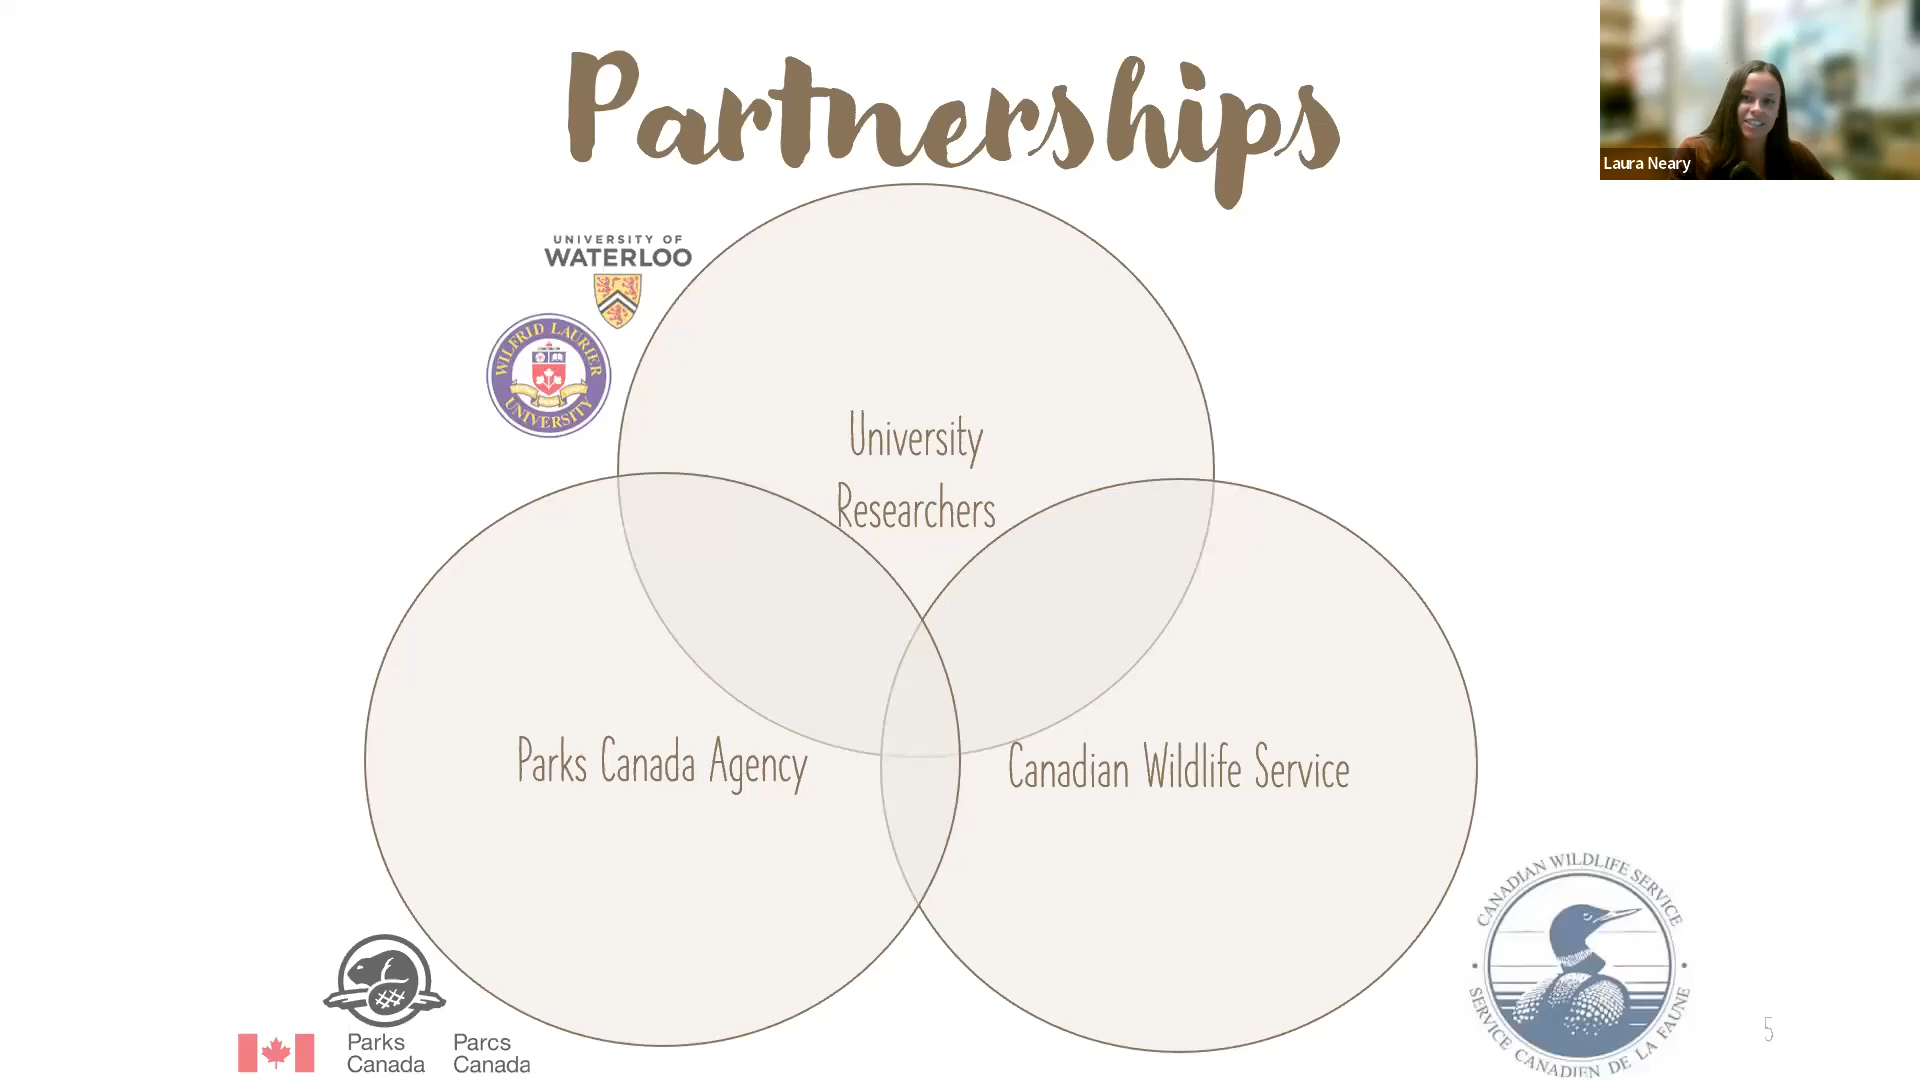 Partnerships
Laura Neary
UNIVERSITY OF
WATERLOO
WILFRID LAURIER
UNIVERSITY
University
Researchers
Parks Canada Agency
Canadian Wildlife Service
CANADIAN WILDLIFE SERVICE
SERVICE CANADIEN DE LA FAUNE
Parks Parcs
Canada Canada
5